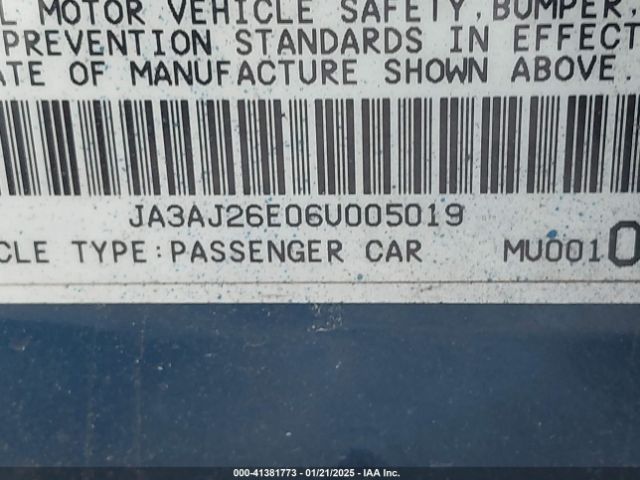 L MOTOR VEHICLE SAFETY, BUMPER,
PREVENTION STANDARDS IN EFFECT
ATE OF MANUFACTURE SHOWN ABOVE.
JA3AJ26E06U005019
CLE TYPE:PASSENGER CAR MU0010
000-41381773 - 01/21/2025 - IAA Inc.